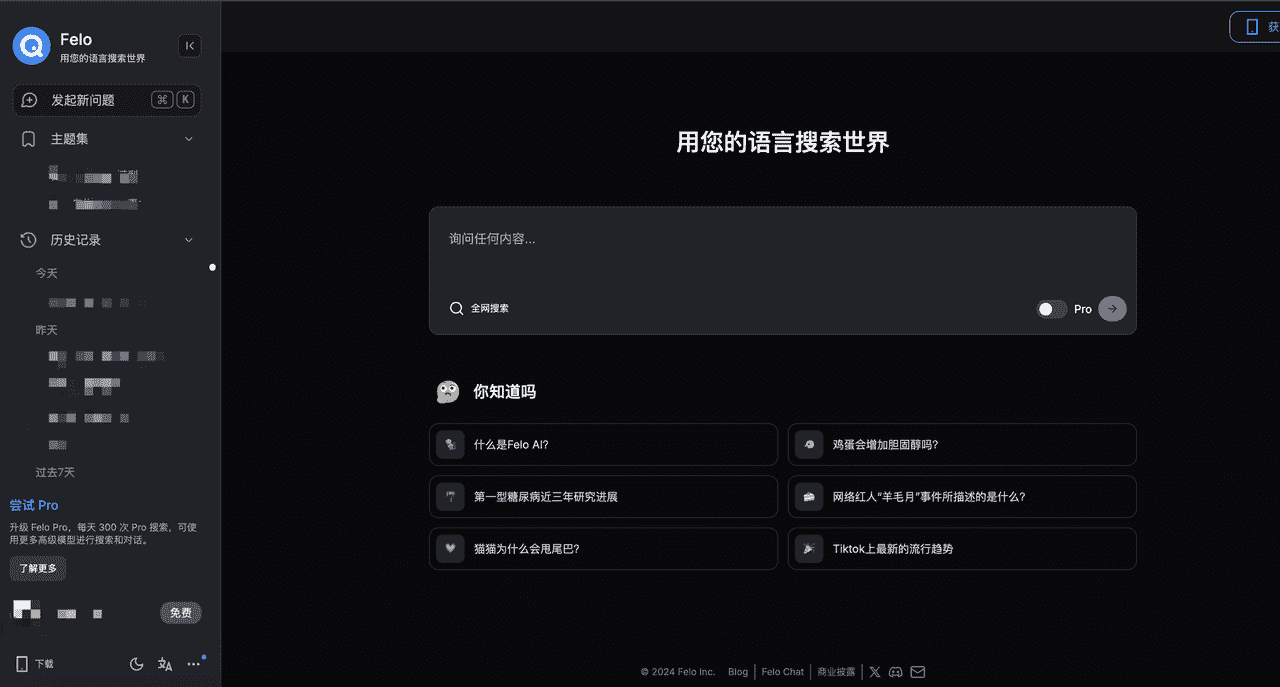 Felo
用您的语言搜索世界
发起新问题 ⌘ K
主题集
历史记录
今天
昨天
过去7天
尝试 Pro
升级 Felo Pro，每天 300 次 Pro 搜索，可使
用更多高级模型进行搜索和对话。
了解更多
免费
下载
获
用您的语言搜索世界
询问任何内容...
全网搜索
Pro
你知道吗
什么是Felo AI?
鸡蛋会增加胆固醇吗?
第一型糖尿病近三年研究进展
网络红人“羊毛月”事件所描述的是什么?
猫猫为什么会甩尾巴?
Tiktok上最新的流行趋势
© 2024 Felo Inc. Blog Felo Chat 商业披露